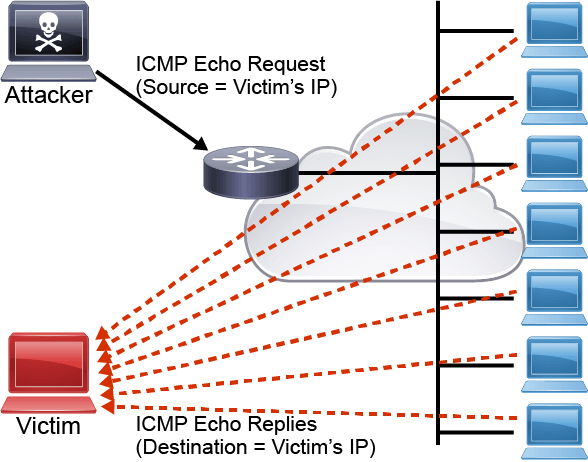 ICMP Echo Request
(Source = Victim's IP)
Attacker
Victim
ICMP Echo Replies
(Destination = Victim's IP)